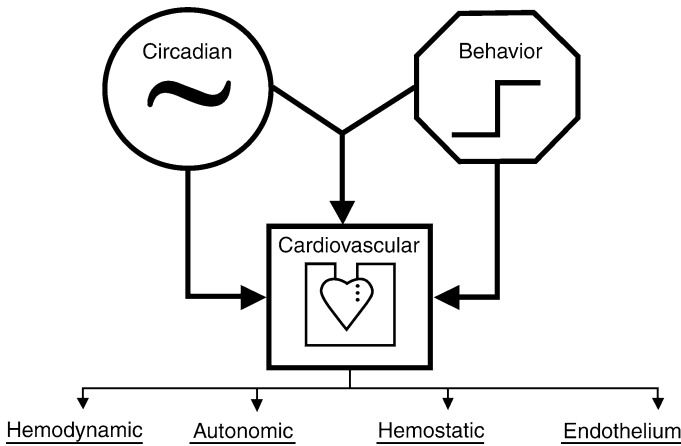 Circadian
Behavior
Cardiovascular
Hemodynamic
Autonomic
Hemostatic
Endothelium